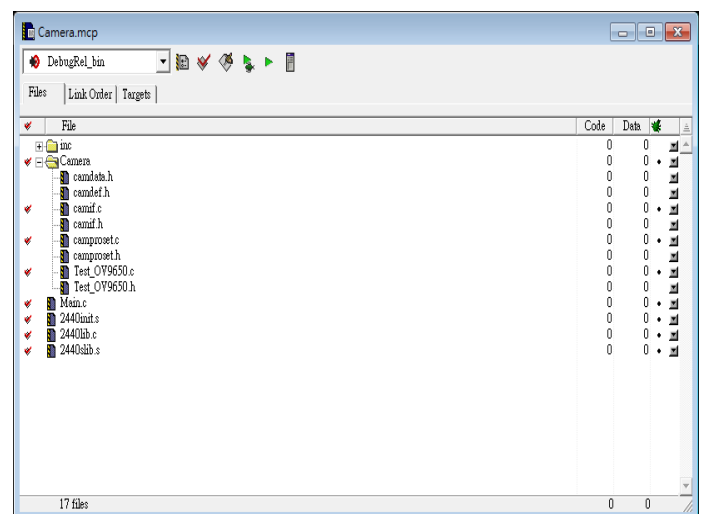 Camera.mcp
DebugRel_bin
Files Link Order Targets
File Code Data
inc 0 0
Camera 0 0
camdata.h 0 0
camdef.h 0 0
camif.c 0 0
camif.h 0 0
camproset.c 0 0
camproset.h 0 0
Test_OV9650.c 0 0
Test_OV9650.h 0 0
Main.c 0 0
2440init.s 0 0
2440lib.c 0 0
2440slib.s 0 0
17 files 0 0